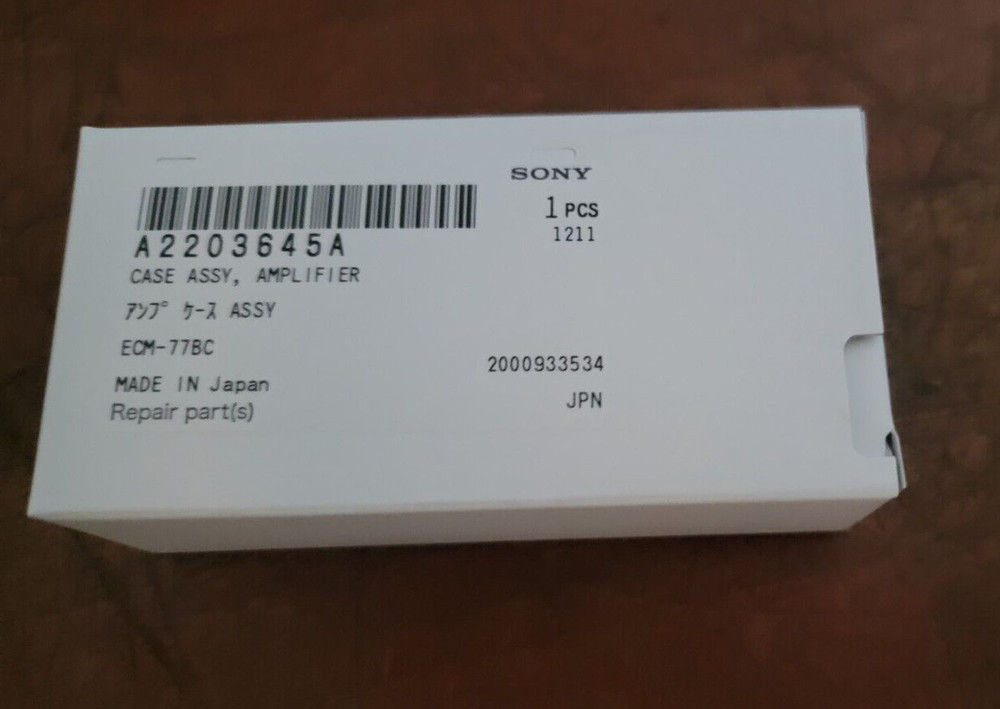 SONY
1 PCS
1211
A2203645A
CASE ASSY, AMPLIFIER
アンプ ケース ASSY
ECM-77BC
2000933534
MADE IN Japan
JPN
Repair part(s)